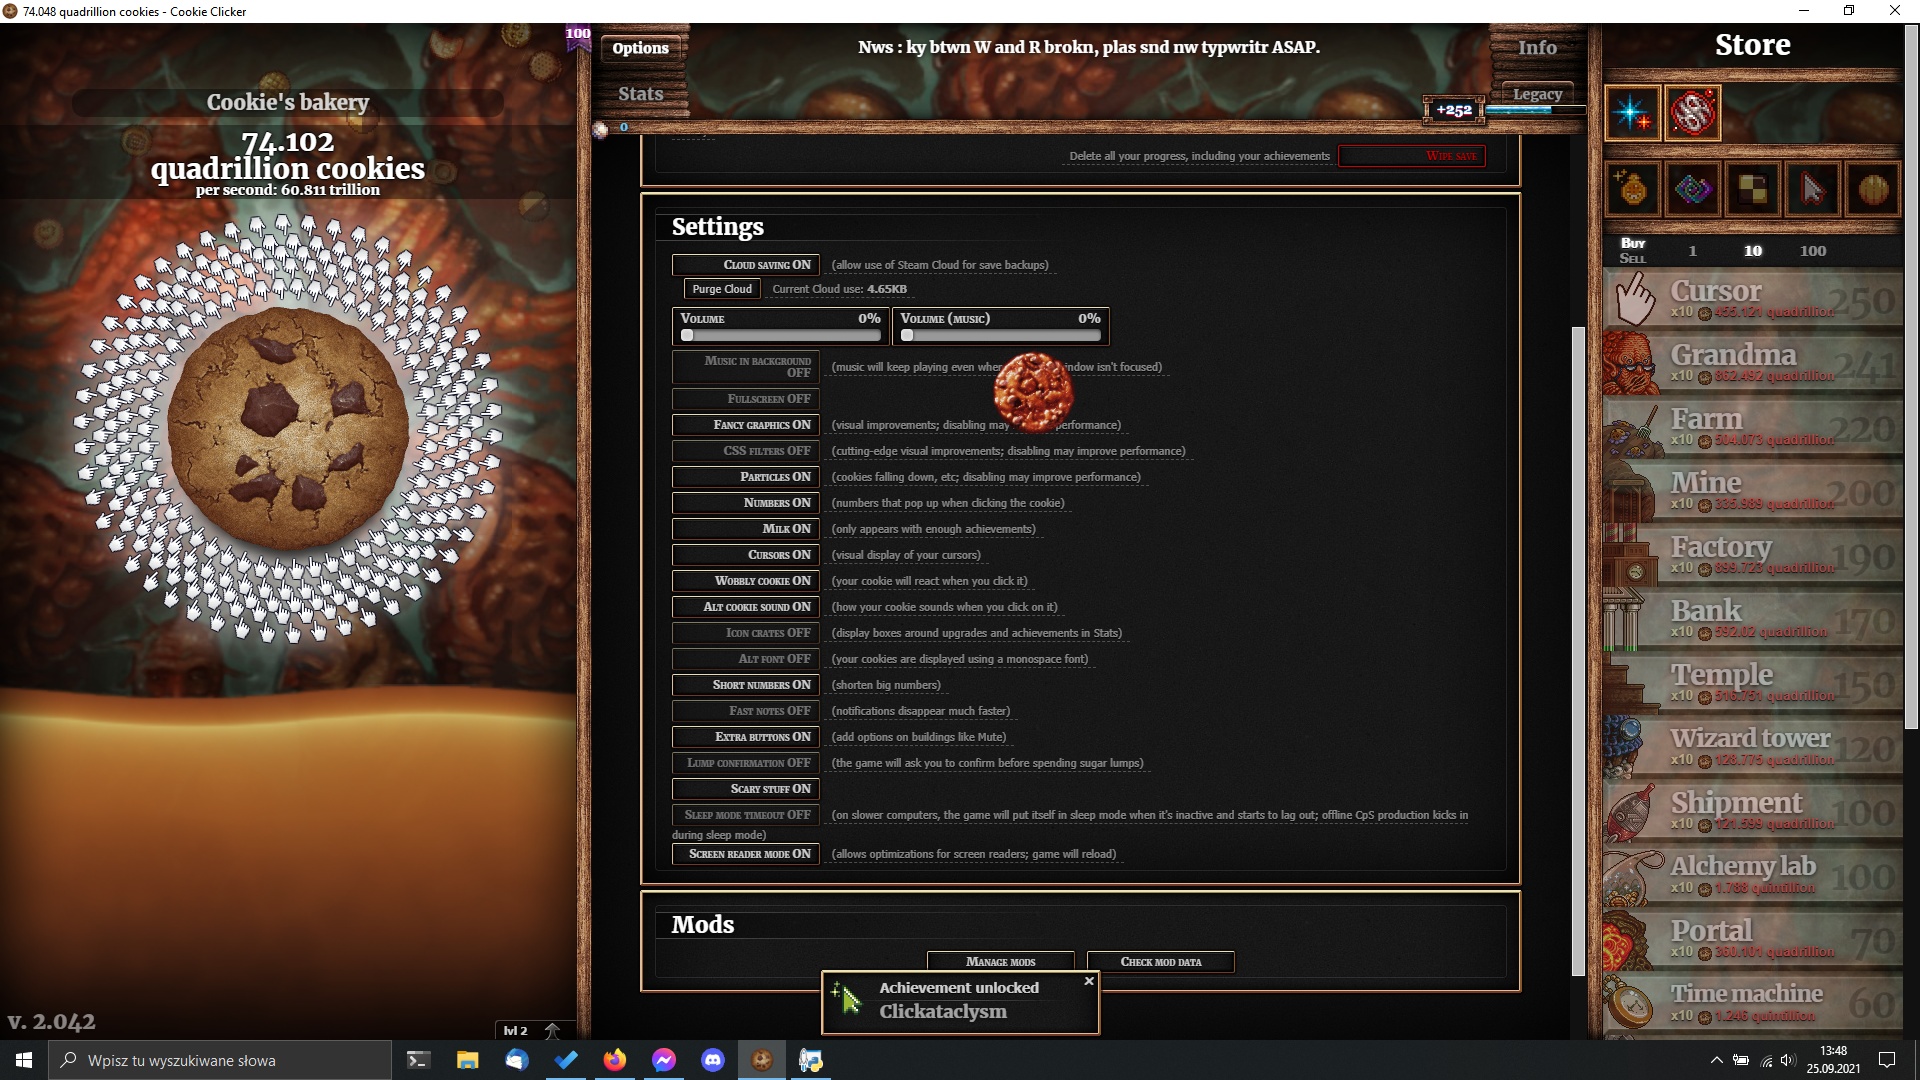 74.048 quadrillion cookies - Cookie Clicker
100
Options
Stats
Nws : ky btwn W and R brokn, plas snd nw typwritr ASAP.
Info
Legacy
+252
0
Cookie's bakery
74.102
quadrillion cookies
per second: 60.811 trillion
v. 2.042
lvl 2
Delete all your progress, including your achievements Wipe save
Settings
Cloud saving ON (allow use of Steam Cloud for save backups)
Purge Cloud Current Cloud use: 4.65KB
Volume 0% Volume (music) 0%
Music in background OFF (music will keep playing even when indow isn't focused)
Fullscreen OFF
Fancy graphics ON (visual improvements; disabling may performance)
CSS filters OFF (cutting-edge visual improvements; disabling may improve performance)
Particles ON (cookies falling down, etc; disabling may improve performance)
Numbers ON (numbers that pop up when clicking the cookie)
Milk ON (only appears with enough achievements)
Cursors ON (visual display of your cursors)
Wobbly cookie ON (your cookie will react when you click it)
Alt cookie sound ON (how your cookie sounds when you click on it)
Icon crates OFF (display boxes around upgrades and achievements in Stats)
Alt font OFF (your cookies are displayed using a monospace font)
Short numbers ON (shorten big numbers)
Fast notes OFF (notifications disappear much faster)
Extra buttons ON (add options on buildings like Mute)
Lump confirmation OFF (the game will ask you to confirm before spending sugar lumps)
Scary stuff ON
Sleep mode timeout OFF (on slower computers, the game will put itself in sleep mode when it's inactive and starts to lag out; offline CpS production kicks in
during sleep mode)
Screen reader mode ON (allows optimizations for screen readers; game will reload)
Mods
Manage mods Check mod data
Achievement unlocked
Clickataclysm
Store
Buy
Sell
1 10 100
Cursor 250
x10 455.121 quadrillion
Grandma 241
x10 862.492 quadrillion
Farm 220
x10 504.073 quadrillion
Mine 200
x10 335.989 quadrillion
Factory 190
x10 899.723 quadrillion
Bank 170
x10 592.02 quadrillion
Temple 150
x10 516.751 quadrillion
Wizard tower 120
x10 128.775 quadrillion
Shipment 100
x10 121.599 quadrillion
Alchemy lab 100
x10 1.788 quintillion
Portal 70
x10 360.101 quadrillion
Time machine 60
x10 1.246 quintillion
Wpisz tu wyszukiwane słowa
13:48
25.09.2021